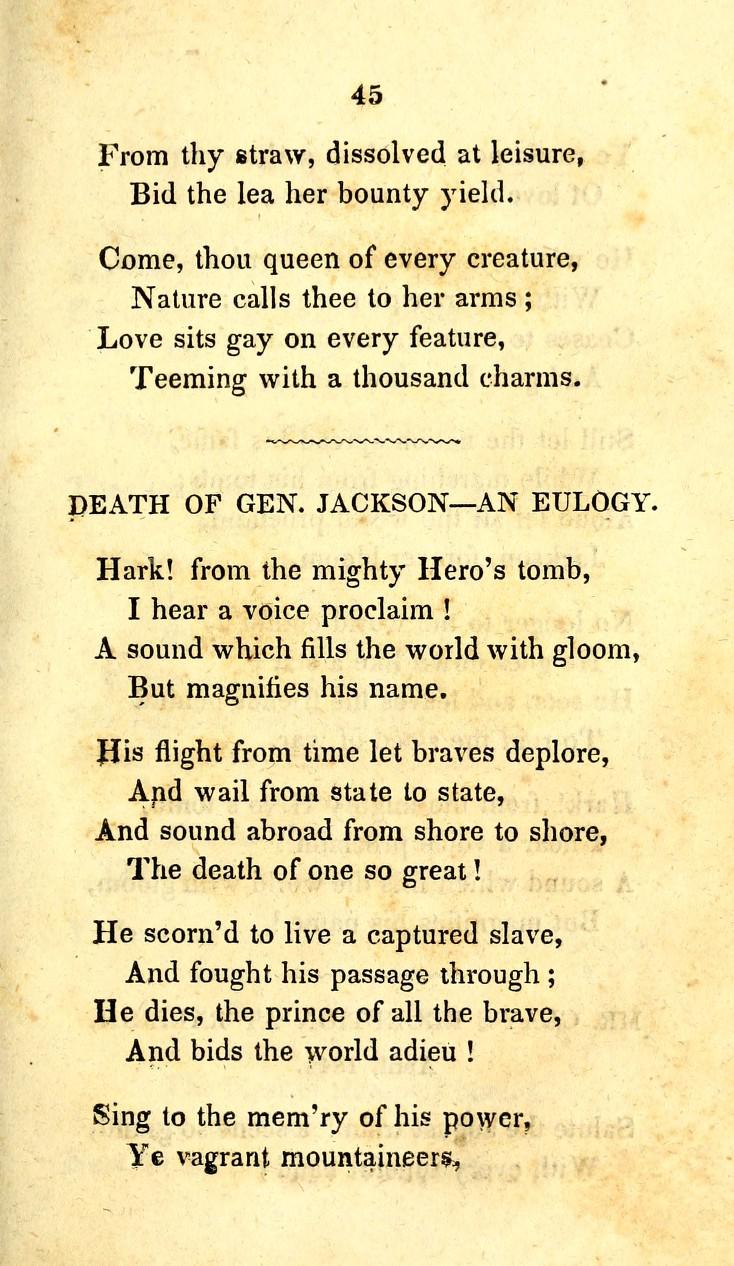 45
From thy straw, dissolved at leisure,
Bid the lea her bounty yield.
Come, thou queen of every creature,
Nature calls thee to her arms ;
Love sits gay on every feature,
Teeming with a thousand charms.
DEATH OF GEN. JACKSON—AN EULOGY.
Hark! from the mighty Hero's tomb,
I hear a voice proclaim !
A sound which fills the world with gloom,
But magnifies his name.
His flight from time let braves deplore,
And wail from state to state,
And sound abroad from shore to shore,
The death of one so great !
He scorn'd to live a captured slave,
And fought his passage through ;
He dies, the prince of all the brave,
And bids the world adieu !
Sing to the mem'ry of his power,
Ye vagrant mountaineers,